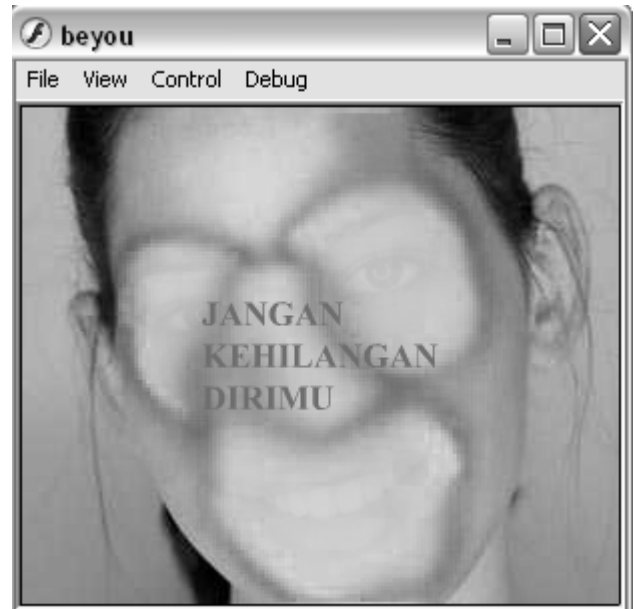 beyou
File View Control Debug
JANGAN
KEHILANGAN
DIRIMU